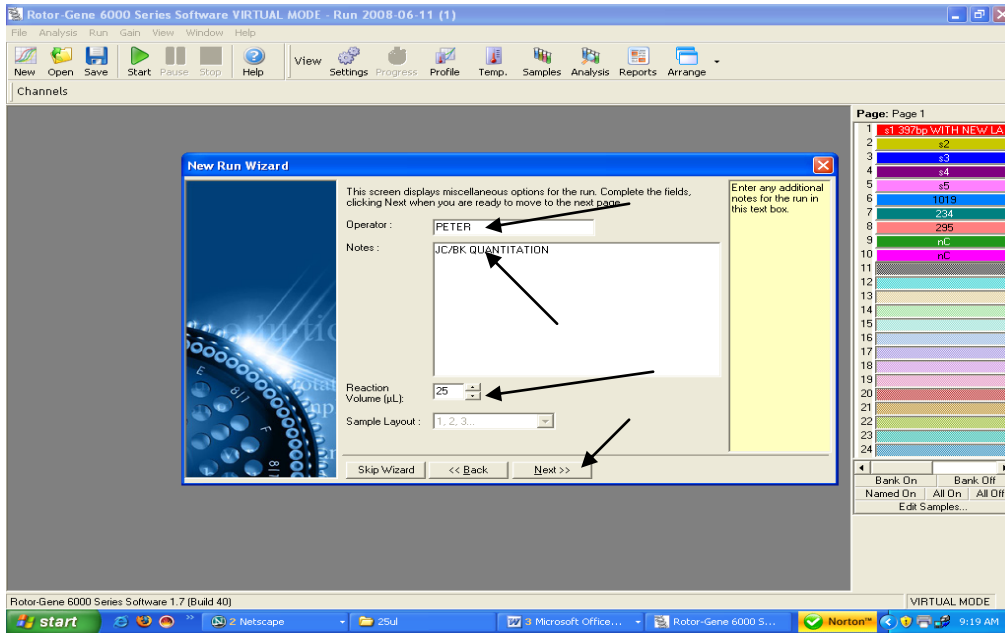 Rotor-Gene 6000 Series Software VIRTUAL MODE - Run 2008-06-11 (1)
File Analysis Run Gain View Window Help
New Open Save Start Pause Stop Help View Settings Progress Profile Temp. Samples Analysis Reports Arrange
Channels
Page: Page 1
1 s1 397bp WITH NEW LA
2 s2
3 s3
4 s4
5 s5
6 1019
7 234
8 295
9 nC
10 nC
11
12
13
14
15
16
17
18
19
20
21
22
23
24
Bank On Bank Off
Named On All On All Off
Edit Samples...
New Run Wizard
This screen displays miscellaneous options for the run. Complete the fields,
clicking Next when you are ready to move to the next page.
Operator : PETER
Notes : JC/BK QUANTITATION
Reaction
Volume (µL): 25
Sample Layout : 1, 2, 3...
Skip Wizard << Back Next >>
Enter any additional
notes for the run in
this text box.
Rotor-Gene 6000 Series Software 1.7 (Build 40)
VIRTUAL MODE
start 2 Netscape 25ul 3 Microsoft Office... Rotor-Gene 6000 S... Norton™ 9:19 AM